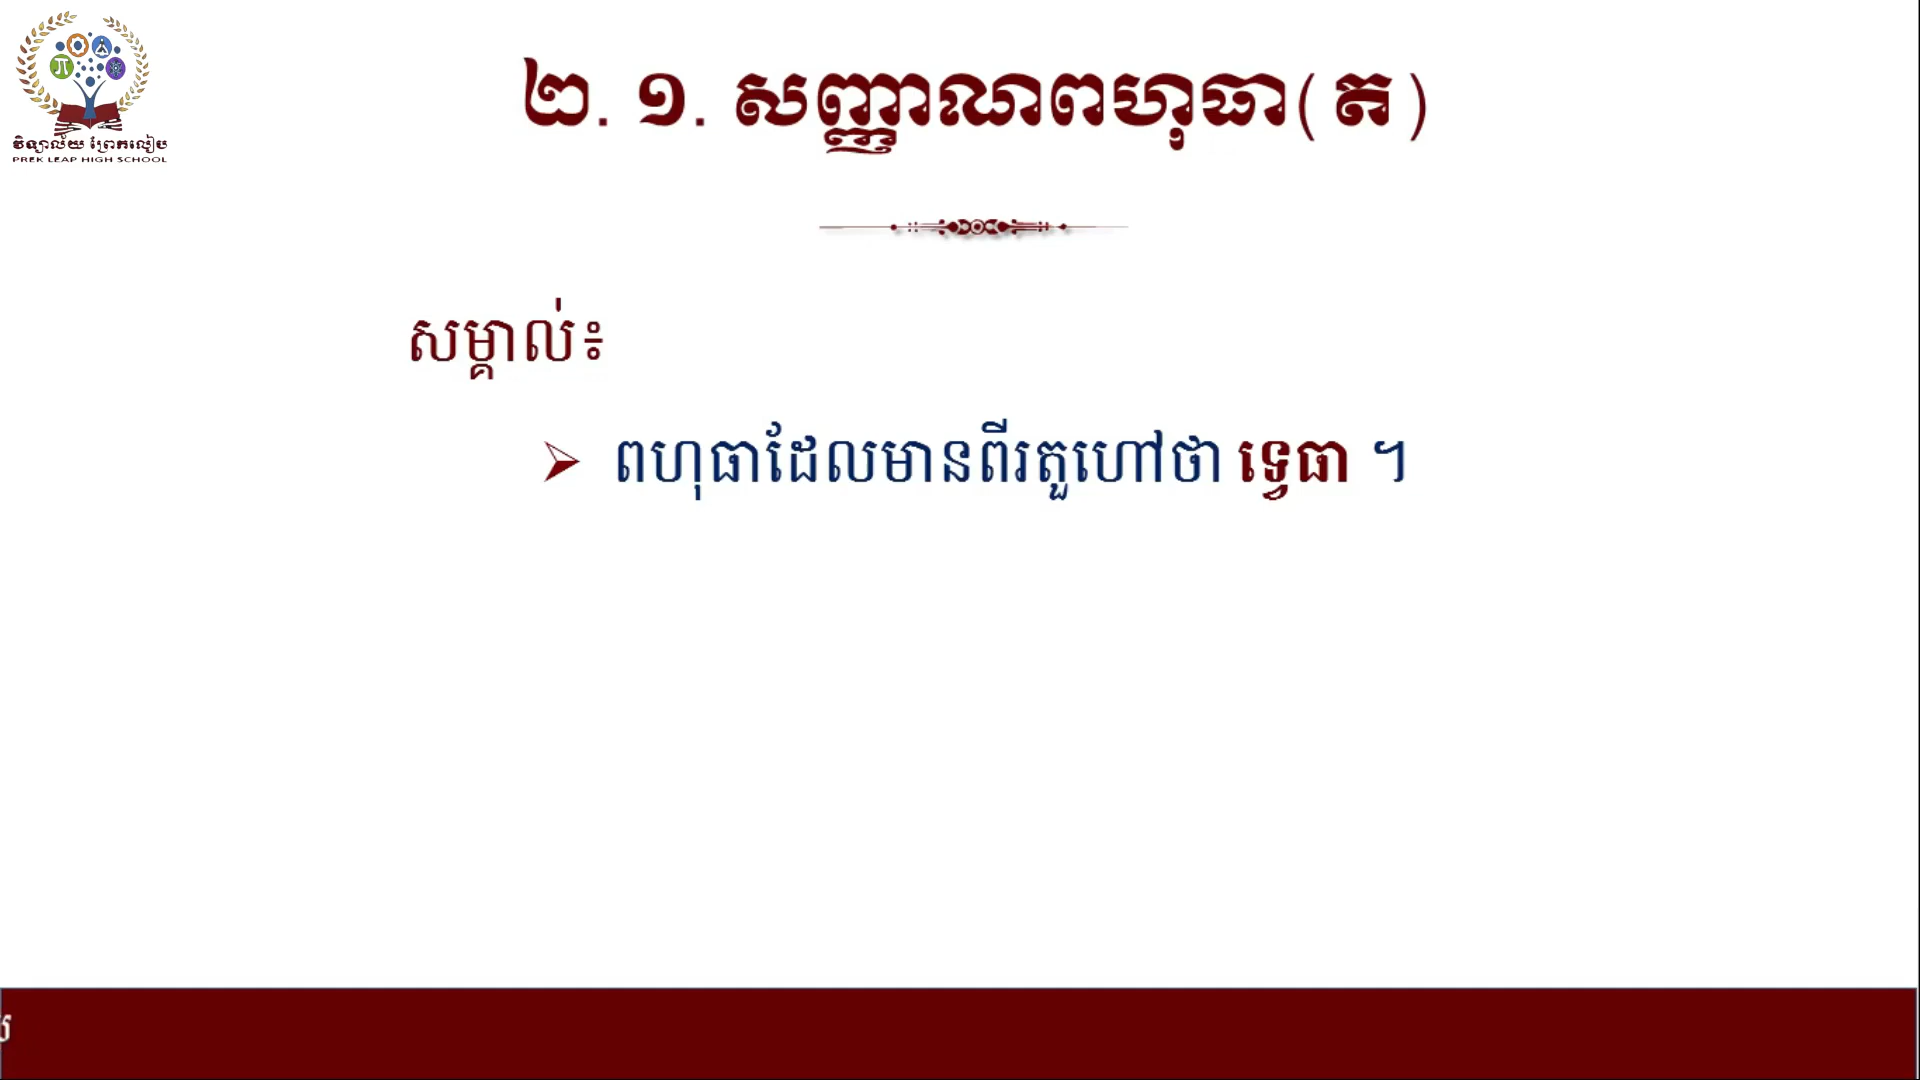 វិទ្យាល័យ ព្រែកលៀប
PREK LEAP HIGH SCHOOL
២. ១. សញ្ញាណពហុធា(ត)
សម្គាល់៖
ពហុធាដែលមានពីរតួហៅថា ទ្វេធា ។